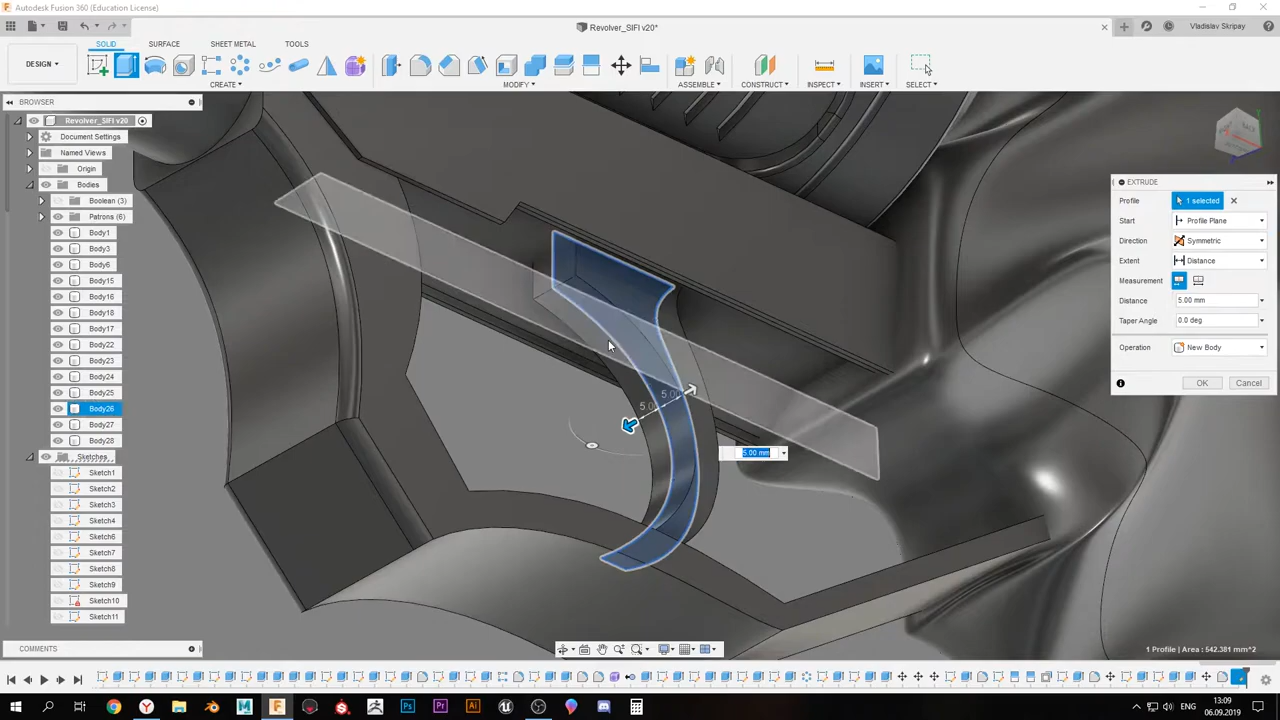 Autodesk Fusion 360 (Education License)
Revolver_SIFI v20*
Vladislav Skripay
DESIGN
SOLID SURFACE SHEET METAL TOOLS
CREATE MODIFY ASSEMBLE CONSTRUCT INSPECT INSERT SELECT
BROWSER
Revolver_SIFI v20
Document Settings
Named Views
Origin
Bodies
Boolean (3)
Patrons (6)
Body1
Body3
Body6
Body15
Body16
Body18
Body17
Body22
Body23
Body24
Body25
Body26
Body27
Body28
Sketches
Sketch1
Sketch2
Sketch3
Sketch4
Sketch6
Sketch7
Sketch8
Sketch9
Sketch10
Sketch11
COMMENTS
5.00
5.00 mm
EXTRUDE
Profile 1 selected
Start Profile Plane
Direction Symmetric
Extent Distance
Measurement
Distance 5.00 mm
Taper Angle 0.0 deg
Operation New Body
OK Cancel
1 Profile | Area : 542.381 mm^2
13:09
06.09.2019